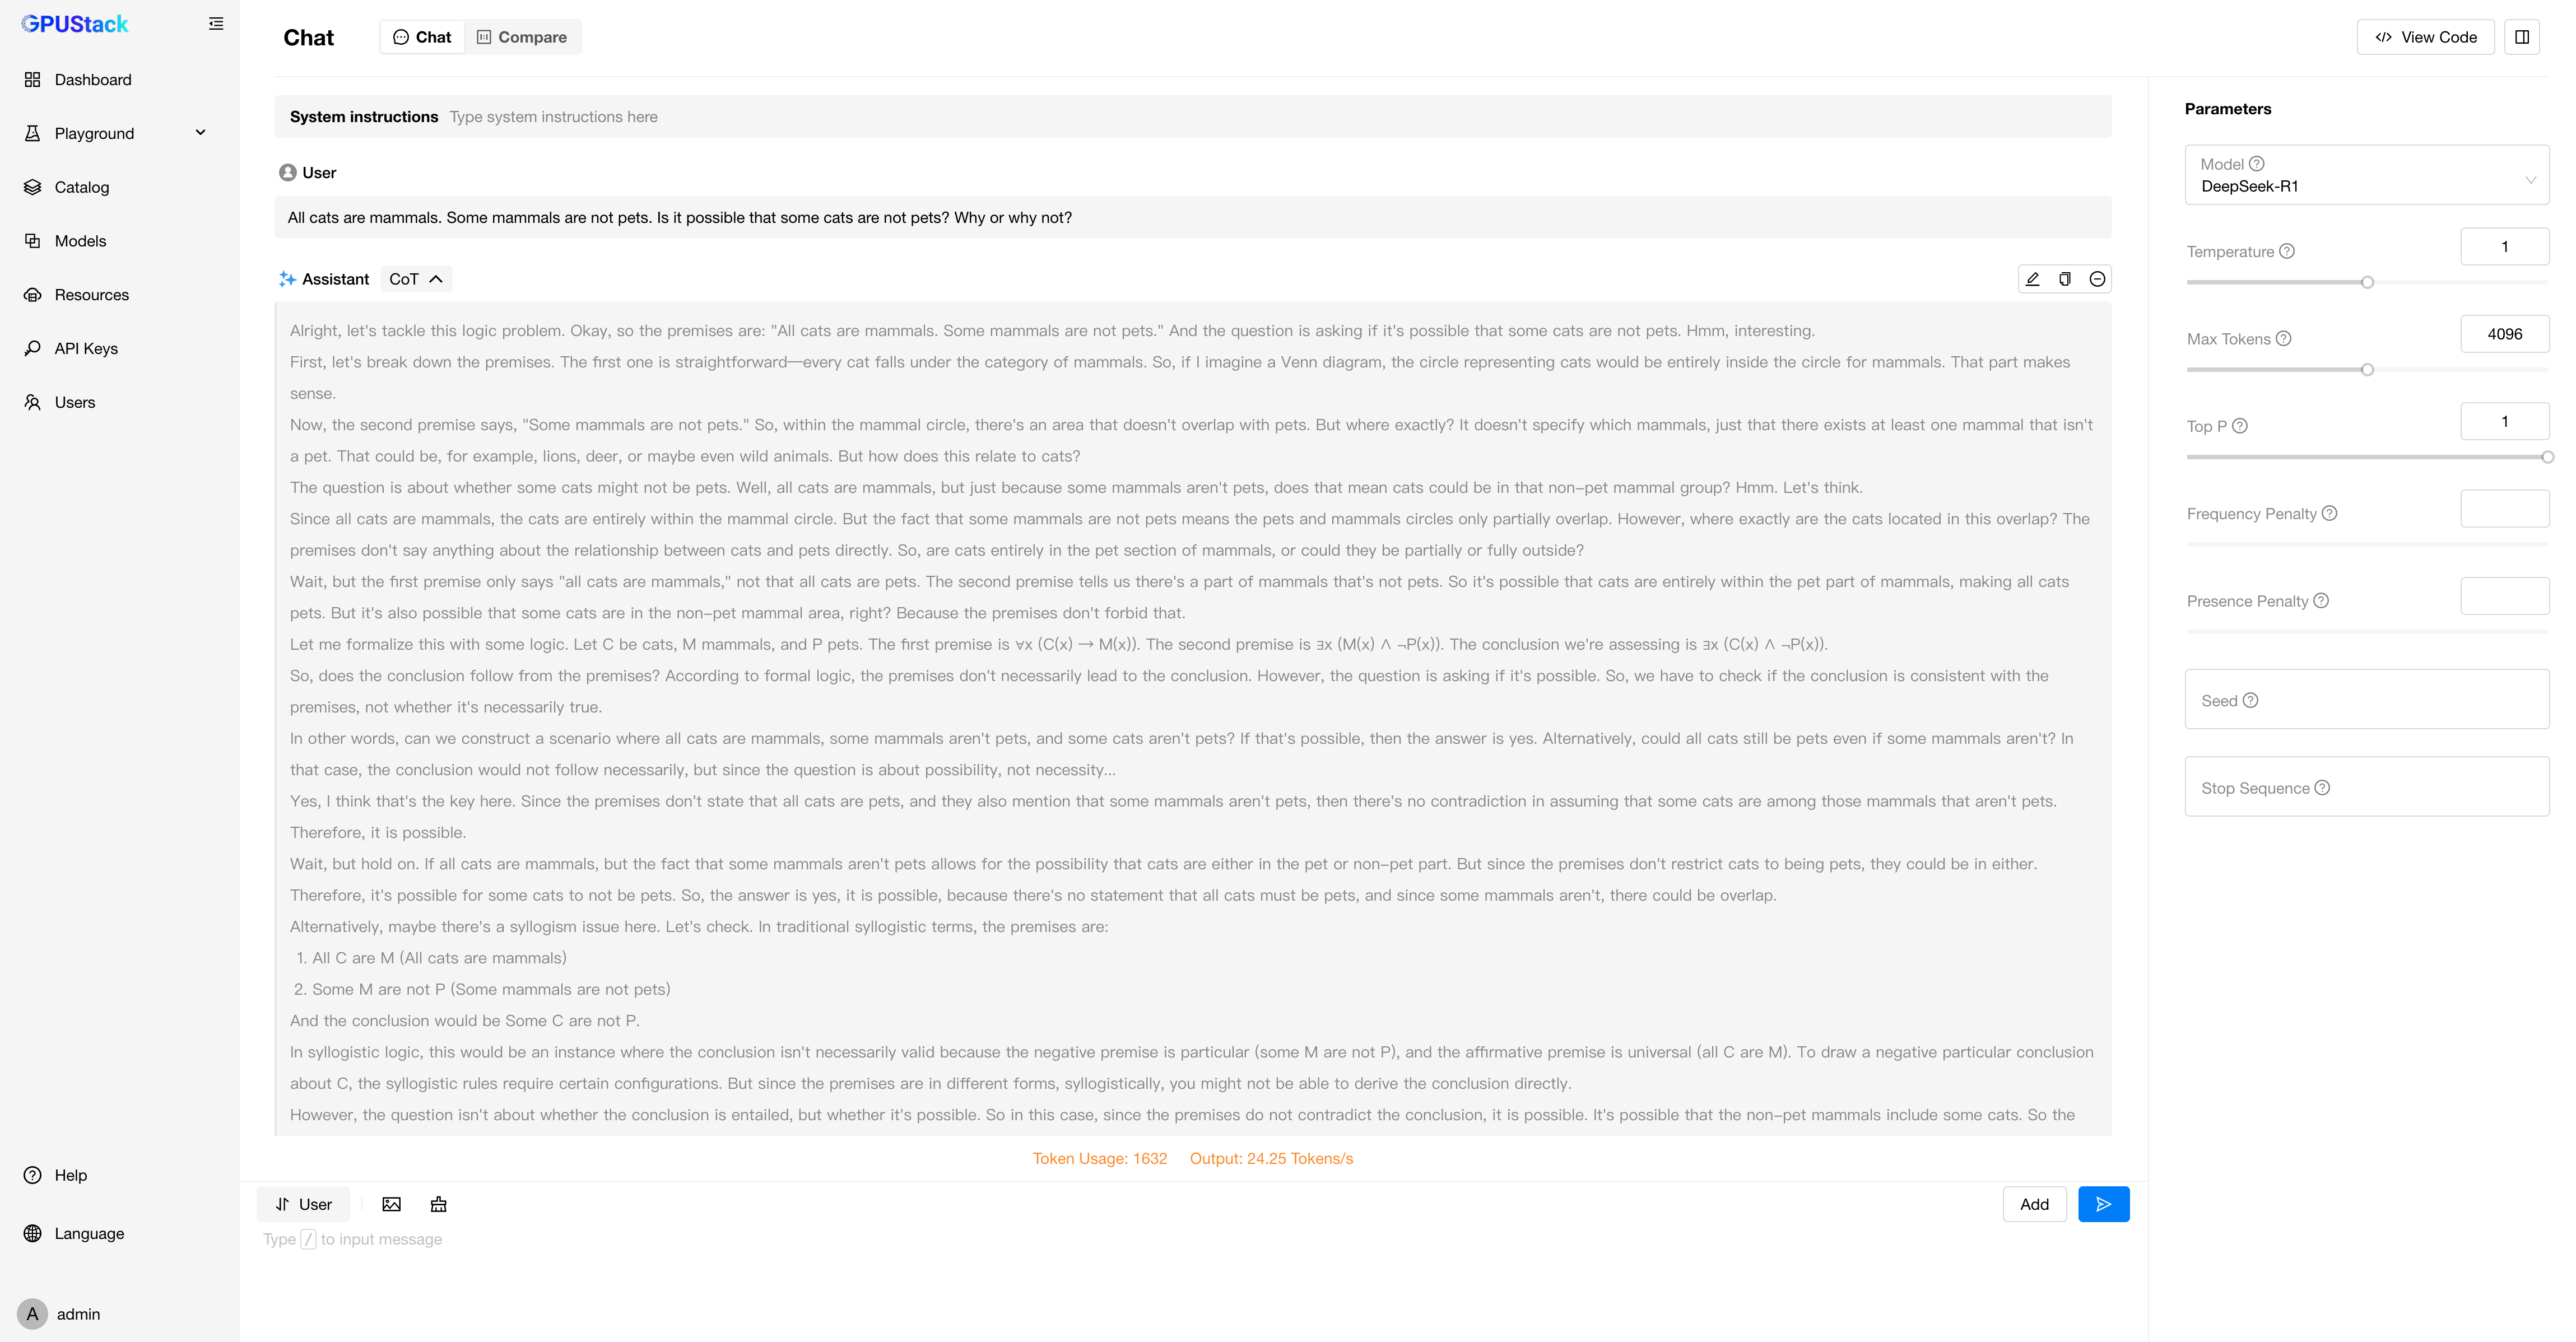 GPUStack
Dashboard
Playground
Catalog
Models
Resources
API Keys
Users
Help
Language
A admin
Chat Chat Compare
View Code
System instructions Type system instructions here
User
All cats are mammals. Some mammals are not pets. Is it possible that some cats are not pets? Why or why not?
Assistant CoT
Alright, let's tackle this logic problem. Okay, so the premises are: "All cats are mammals. Some mammals are not pets." And the question is asking if it's possible that some cats are not pets. Hmm, interesting.
First, let's break down the premises. The first one is straightforward—every cat falls under the category of mammals. So, if I imagine a Venn diagram, the circle representing cats would be entirely inside the circle for mammals. That part makes
sense.
Now, the second premise says, "Some mammals are not pets." So, within the mammal circle, there's an area that doesn't overlap with pets. But where exactly? It doesn't specify which mammals, just that there exists at least one mammal that isn't
a pet. That could be, for example, lions, deer, or maybe even wild animals. But how does this relate to cats?
The question is about whether some cats might not be pets. Well, all cats are mammals, but just because some mammals aren't pets, does that mean cats could be in that non-pet mammal group? Hmm. Let's think.
Since all cats are mammals, the cats are entirely within the mammal circle. But the fact that some mammals are not pets means the pets and mammals circles only partially overlap. However, where exactly are the cats located in this overlap? The
premises don't say anything about the relationship between cats and pets directly. So, are cats entirely in the pet section of mammals, or could they be partially or fully outside?
Wait, but the first premise only says "all cats are mammals," not that all cats are pets. The second premise tells us there's a part of mammals that's not pets. So it's possible that cats are entirely within the pet part of mammals, making all cats
pets. But it's also possible that some cats are in the non-pet mammal area, right? Because the premises don't forbid that.
Let me formalize this with some logic. Let C be cats, M mammals, and P pets. The first premise is ∀x (C(x) → M(x)). The second premise is ∃x (M(x) ∧ ¬P(x)). The conclusion we're assessing is ∃x (C(x) ∧ ¬P(x)).
So, does the conclusion follow from the premises? According to formal logic, the premises don't necessarily lead to the conclusion. However, the question is asking if it's possible. So, we have to check if the conclusion is consistent with the
premises, not whether it's necessarily true.
In other words, can we construct a scenario where all cats are mammals, some mammals aren't pets, and some cats aren't pets? If that's possible, then the answer is yes. Alternatively, could all cats still be pets even if some mammals aren't? In
that case, the conclusion would not follow necessarily, but since the question is about possibility, not necessity...
Yes, I think that's the key here. Since the premises don't state that all cats are pets, and they also mention that some mammals aren't pets, then there's no contradiction in assuming that some cats are among those mammals that aren't pets.
Therefore, it is possible.
Wait, but hold on. If all cats are mammals, but the fact that some mammals aren't pets allows for the possibility that cats are either in the pet or non-pet part. But since the premises don't restrict cats to being pets, they could be in either.
Therefore, it's possible for some cats to not be pets. So, the answer is yes, it is possible, because there's no statement that all cats must be pets, and since some mammals aren't, there could be overlap.
Alternatively, maybe there's a syllogism issue here. Let's check. In traditional syllogistic terms, the premises are:
1. All C are M (All cats are mammals)
2. Some M are not P (Some mammals are not pets)
And the conclusion would be Some C are not P.
In syllogistic logic, this would be an instance where the conclusion isn't necessarily valid because the negative premise is particular (some M are not P), and the affirmative premise is universal (all C are M). To draw a negative particular conclusion
about C, the syllogistic rules require certain configurations. But since the premises are in different forms, syllogistically, you might not be able to derive the conclusion directly.
However, the question isn't about whether the conclusion is entailed, but whether it's possible. So in this case, since the premises do not contradict the conclusion, it is possible. It's possible that the non-pet mammals include some cats. So the
Token Usage: 1632 Output: 24.25 Tokens/s
User
Add
Type / to input message
Parameters
Model
DeepSeek-R1
Temperature 1
Max Tokens 4096
Top P 1
Frequency Penalty
Presence Penalty
Seed
Stop Sequence